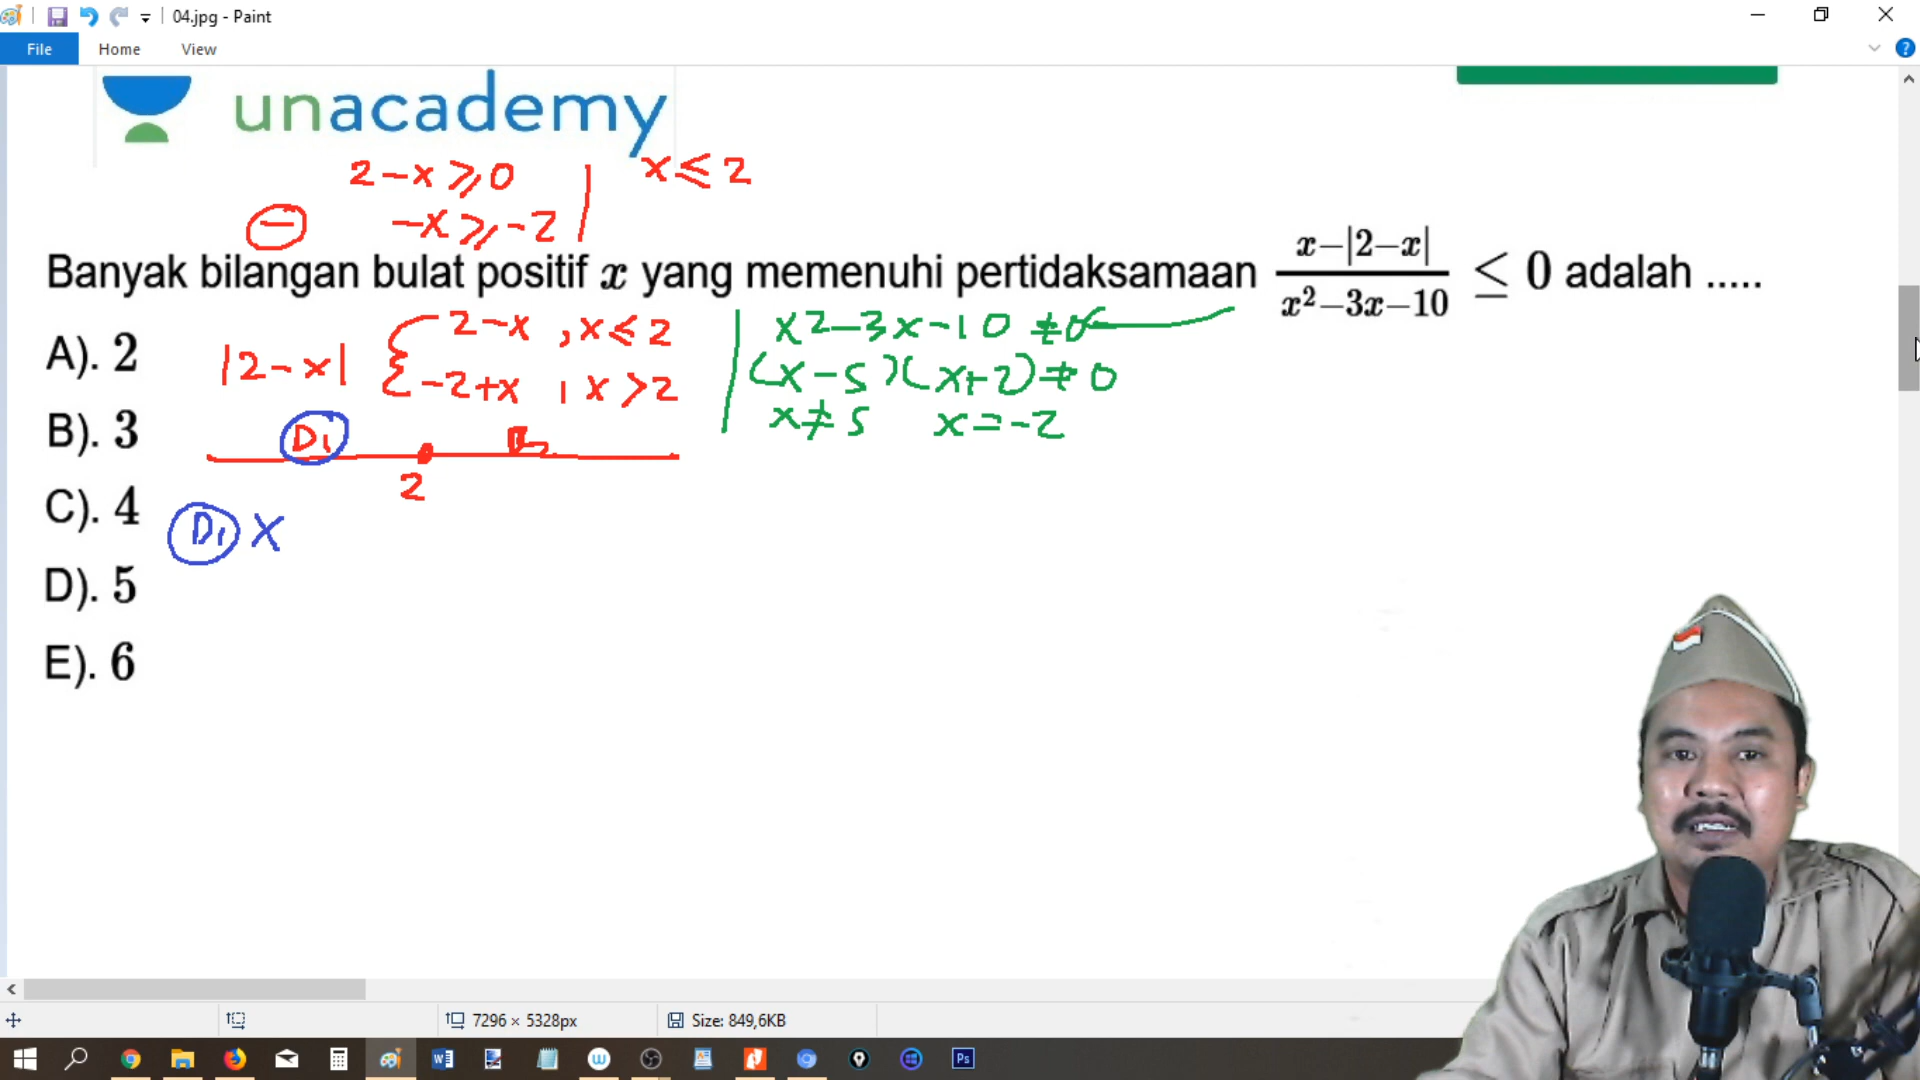 04.jpg - Paint
File Home View
unacademy
2-x ≥ 0 | x ≤ 2
- -x ≥ -2
Banyak bilangan bulat positif x yang memenuhi pertidaksamaan x−|2−x| / x²−3x−10 ≤ 0 adalah .....
A). 2
|2-x| { 2-x , x ≤ 2
-2+x , x > 2
x²-3x-10 ≠ 0
(x-5)(x+2) ≠ 0
x ≠ 5 x = -2
B). 3
D₁
2
C). 4
D₁ x
D). 5
E). 6
7296 × 5328px Size: 849,6KB